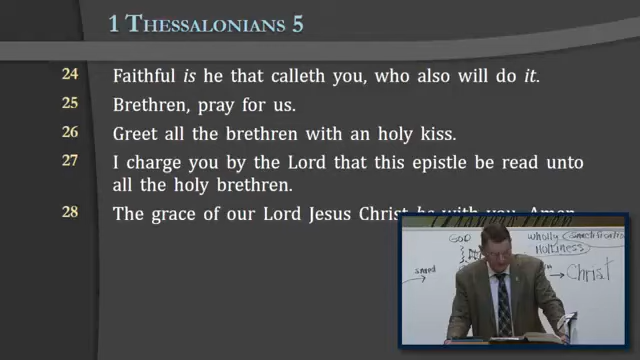 1 Thessalonians 5
24 Faithful is he that calleth you, who also will do it.
25 Brethren, pray for us.
26 Greet all the brethren with an holy kiss.
27 I charge you by the Lord that this epistle be read unto
all the holy brethren.
28 The grace of our Lord Jesus Christ be with you. Amen.
GOD
wholly Sanctification
Holiness
saved
Christ